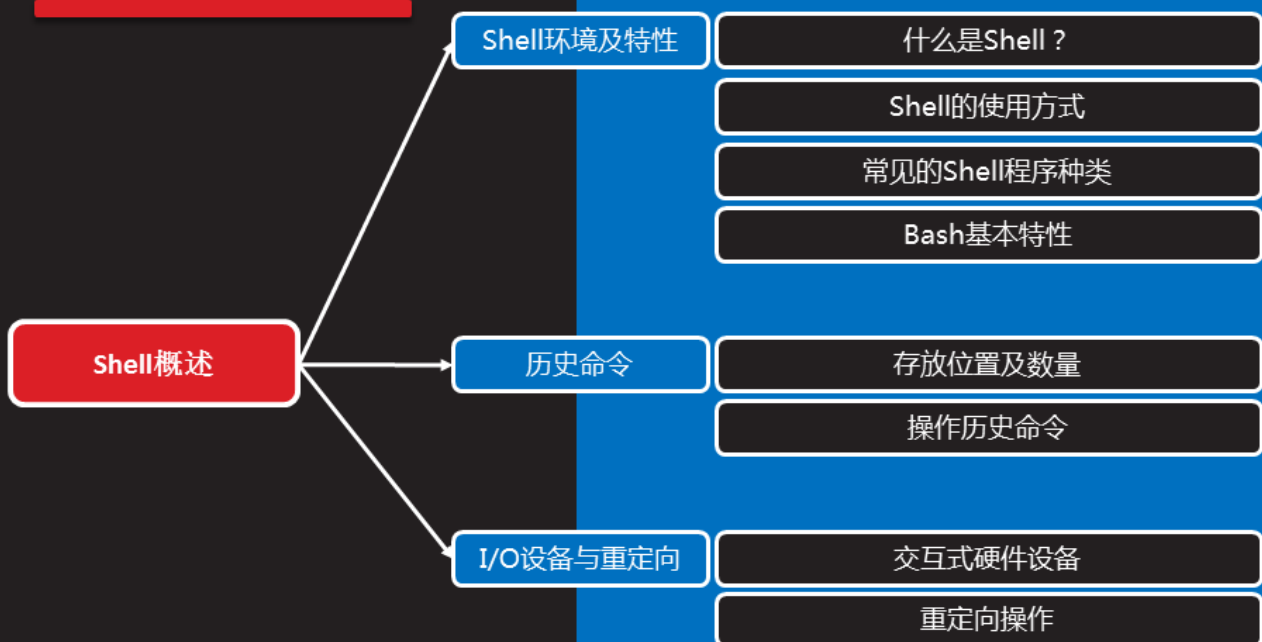 Shell环境及特性
什么是Shell？
Shell的使用方式
常见的Shell程序种类
Bash基本特性
Shell概述
历史命令
存放位置及数量
操作历史命令
I/O设备与重定向
交互式硬件设备
重定向操作